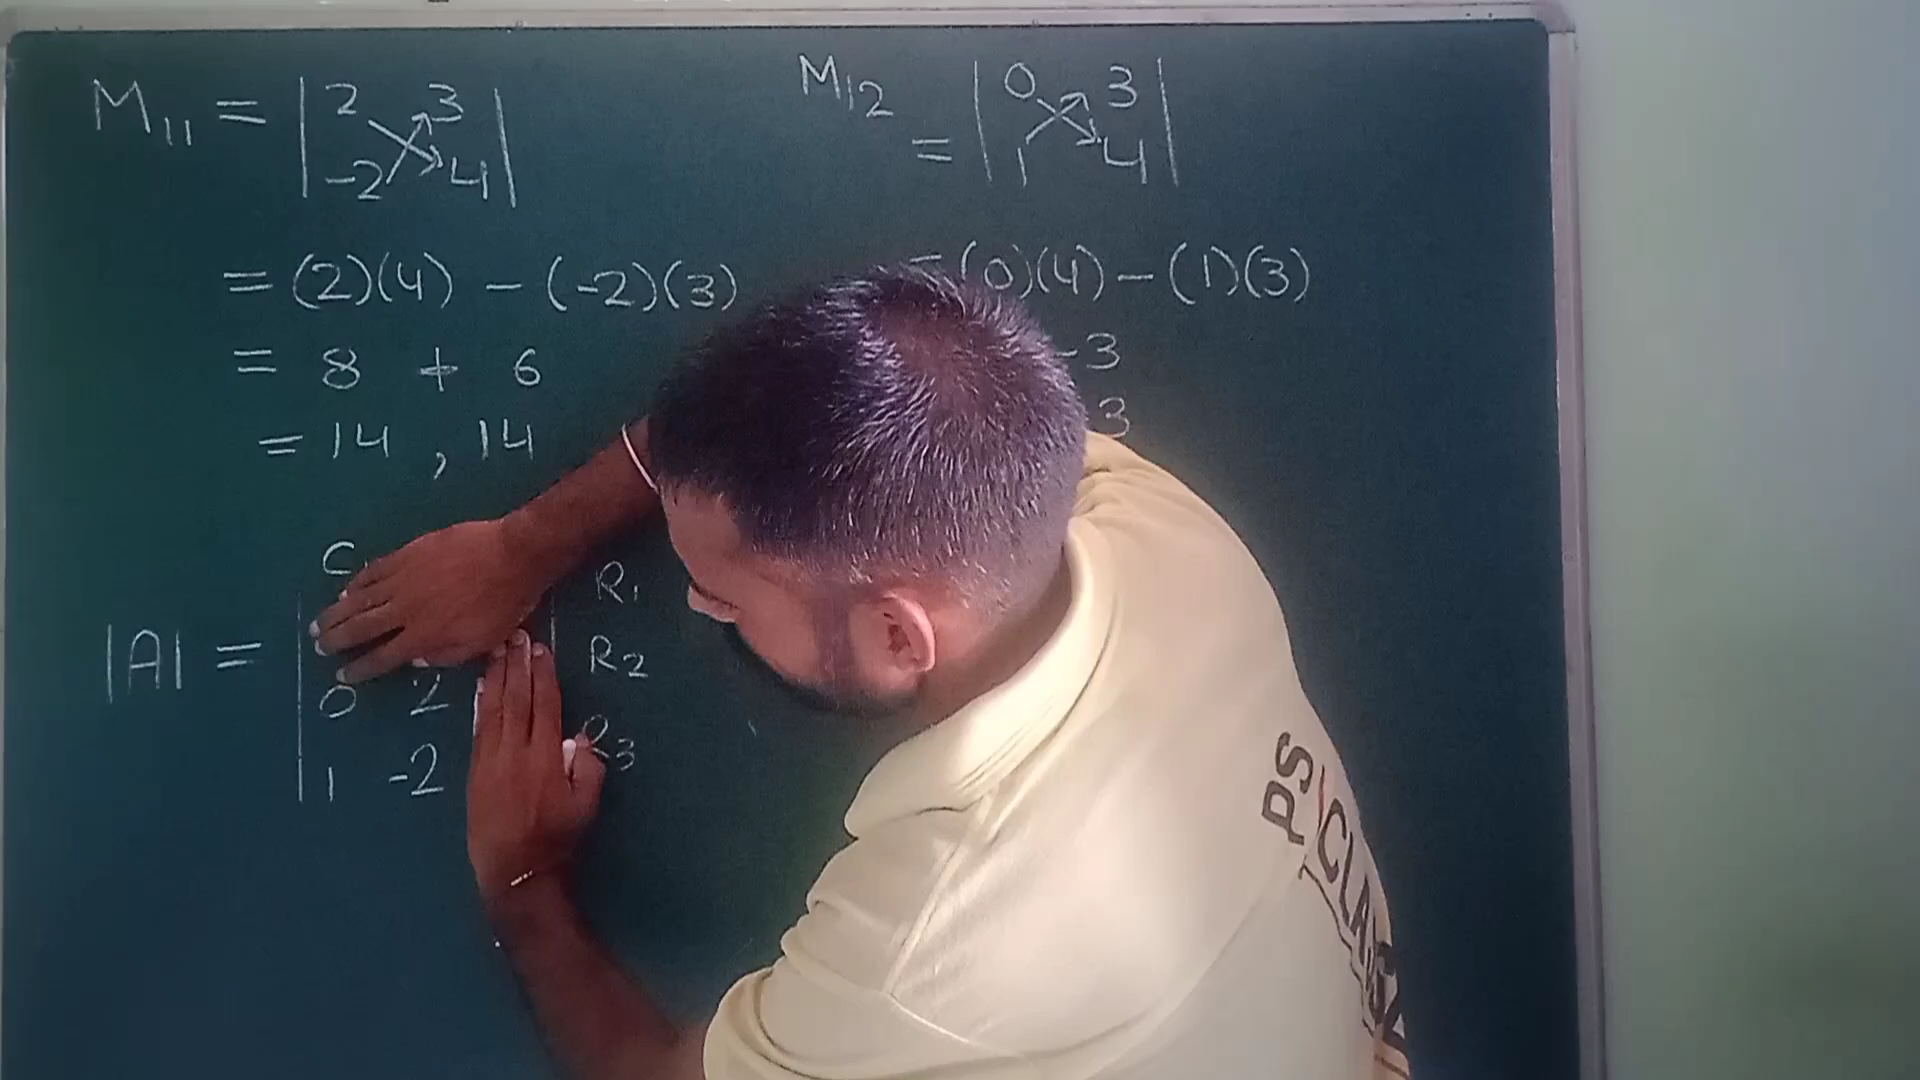 M11 = | 2 3 |
| -2 4 |
= (2)(4) - (-2)(3)
= 8 + 6
= 14 , 14
M12
= | 0 3 |
| 1 4 |
= (0)(4) - (1)(3)
-3
3
C
R1
|A| =
R2
0 2
R3
1 -2
PS CLASSES